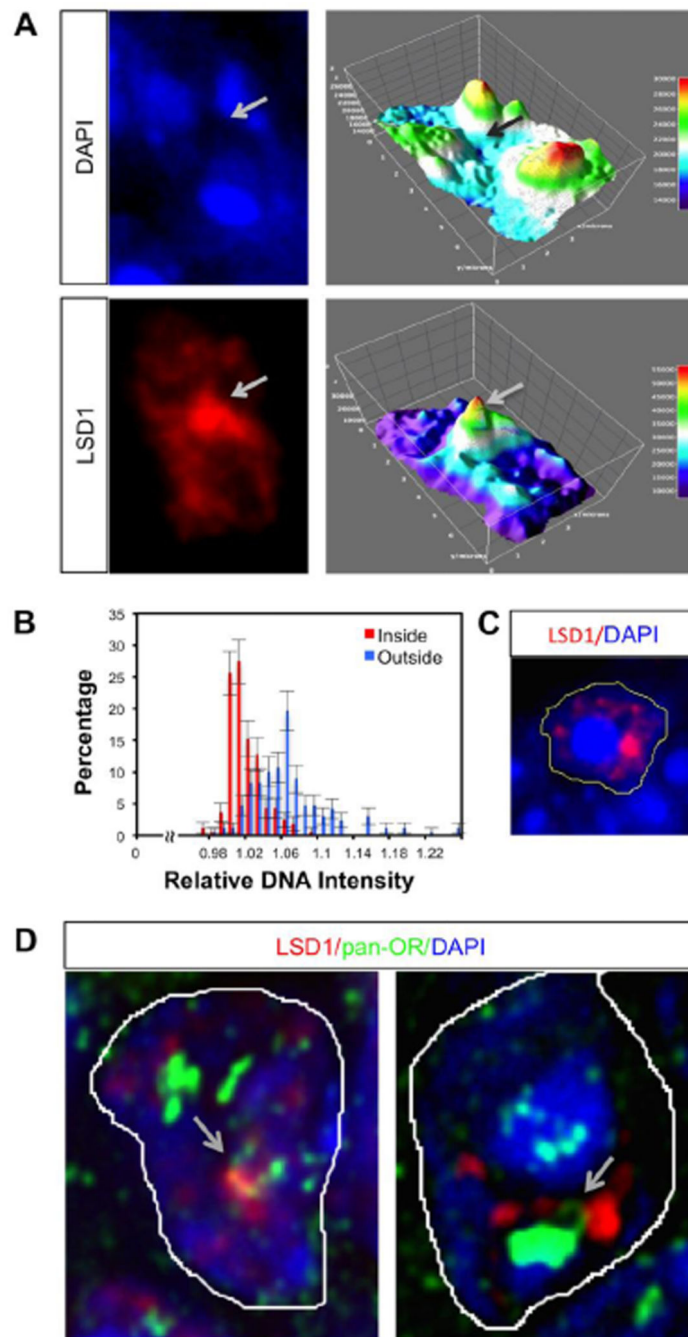 A
DAPI
LSD1
B
Percentage
35
30
25
20
15
10
5
0
Inside
Outside
0 0.98 1.02 1.06 1.1 1.14 1.18 1.22
Relative DNA Intensity
C
LSD1/DAPI
D
LSD1/pan-OR/DAPI